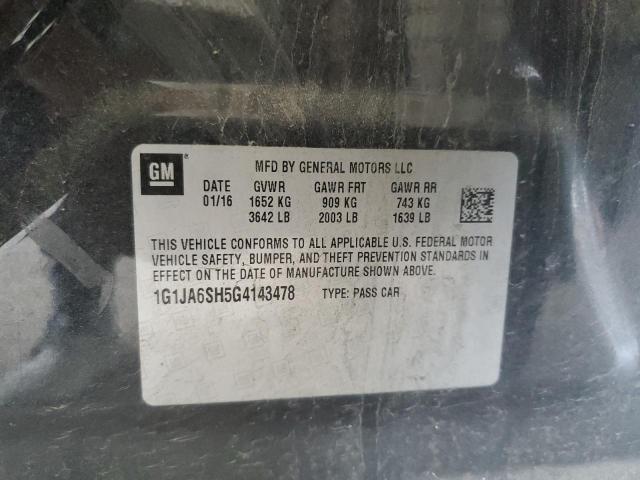 GM
MFD BY GENERAL MOTORS LLC
DATE GVWR GAWR FRT GAWR RR
01/16 1652 KG 909 KG 743 KG
3642 LB 2003 LB 1639 LB
THIS VEHICLE CONFORMS TO ALL APPLICABLE U.S. FEDERAL MOTOR
VEHICLE SAFETY, BUMPER, AND THEFT PREVENTION STANDARDS IN
EFFECT ON THE DATE OF MANUFACTURE SHOWN ABOVE.
1G1JA6SH5G4143478 TYPE: PASS CAR